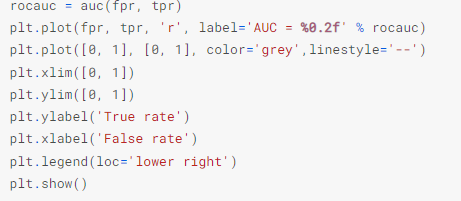 rocauc = auc(fpr, tpr)
plt.plot(fpr, tpr, 'r', label='AUC = %0.2f' % rocauc)
plt.plot([0, 1], [0, 1], color='grey',linestyle='--')
plt.xlim([0, 1])
plt.ylim([0, 1])
plt.ylabel('True rate')
plt.xlabel('False rate')
plt.legend(loc='lower right')
plt.show()